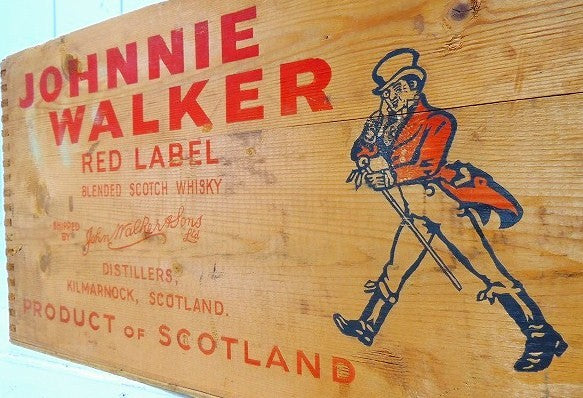 JOHNNIE WALKER
WALKER
RED LABEL
BLENDED SCOTCH WHISKY
SHIPPED BY John Walker & Sons Ltd
DISTILLERS,
KILMARNOCK, SCOTLAND.
PRODUCT OF SCOTLAND